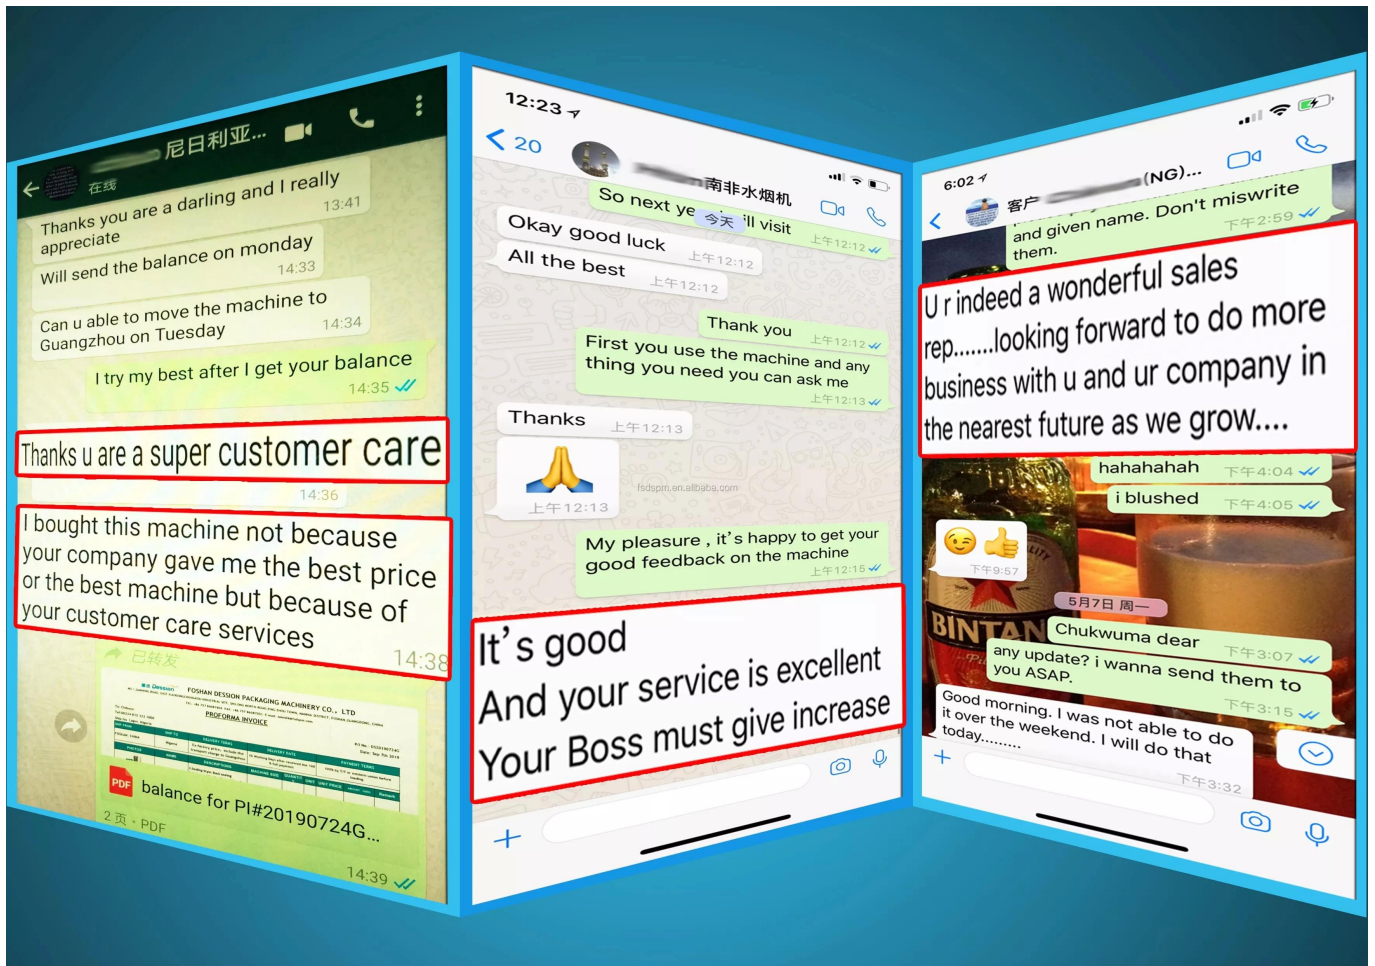 尼日利亚...
在线
Thanks you are a darling and I really
appreciate
13:41
Will send the balance on monday
14:33
Can u able to move the machine to
Guangzhou on Tuesday
14:34
I try my best after I get your balance
14:35
Thanks u are a super customer care
14:36
I bought this machine not because
your company gave me the best price
or the best machine but because of
your customer care services
14:38
已转发
Dession
FOSHAN DESSION PACKAGING MACHINERY CO., LTD
PROFORMA INVOICE
PDF
balance for PI#20190724G...
2 页 · PDF
14:39
12:23
20
南非水烟机
So next ye ill visit
今天
上午12:12
Okay good luck
上午12:12
All the best
上午12:12
Thank you
上午12:12
First you use the machine and any
thing you need you can ask me
上午12:13
Thanks
上午12:13
上午12:13
fsdspm.en.alibaba.com
My pleasure , it's happy to get your
good feedback on the machine
上午12:15
It's good
And your service is excellent
Your Boss must give increase
6:02
客户 (NG)...
and given name. Don't miswrite
them.
下午2:59
U r indeed a wonderful sales
rep.......looking forward to do more
business with u and ur company in
the nearest future as we grow....
hahahahah
下午4:04
i blushed
下午4:05
下午9:57
BINTAN
5月7日 周一
Chukwuma dear
下午3:07
any update? i wanna send them to
you ASAP.
下午3:15
Good morning. I was not able to do
it over the weekend. I will do that
today.........
下午3:32